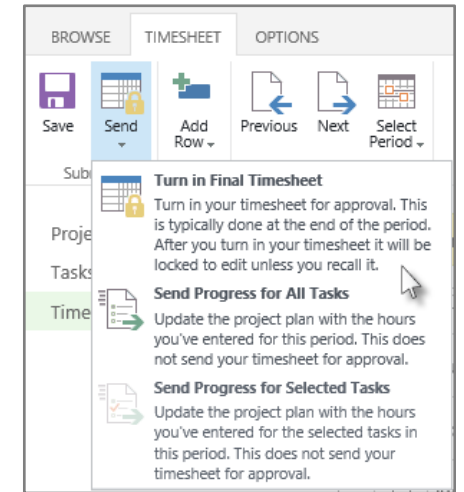 BROWSE TIMESHEET OPTIONS
Save Send Add Row Previous Next Select Period
Turn in Final Timesheet
Turn in your timesheet for approval. This
is typically done at the end of the period.
After you turn in your timesheet it will be
locked to edit unless you recall it.
Send Progress for All Tasks
Update the project plan with the hours
you've entered for this period. This does
not send your timesheet for approval.
Send Progress for Selected Tasks
Update the project plan with the hours
you've entered for the selected tasks in
this period. This does not send your
timesheet for approval.
Subi
Proje
Tasks
Time